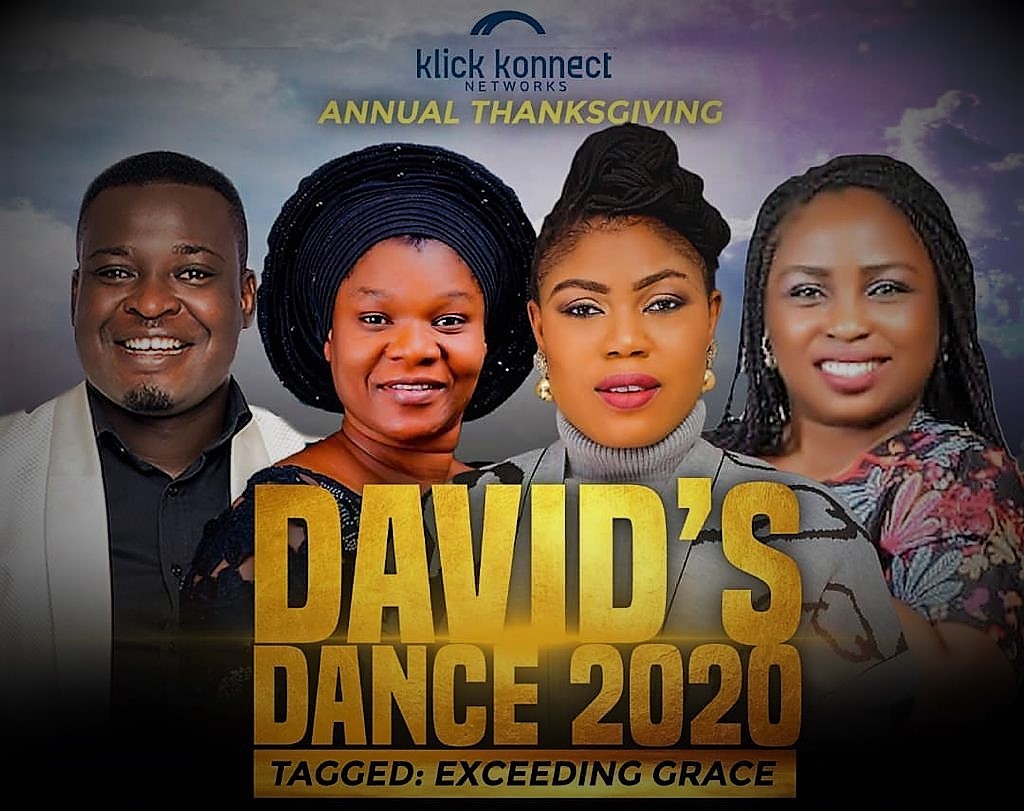 klick konnect
NETWORKS
ANNUAL THANKSGIVING
DAVID'S
DANCE 2020
TAGGED: EXCEEDING GRACE